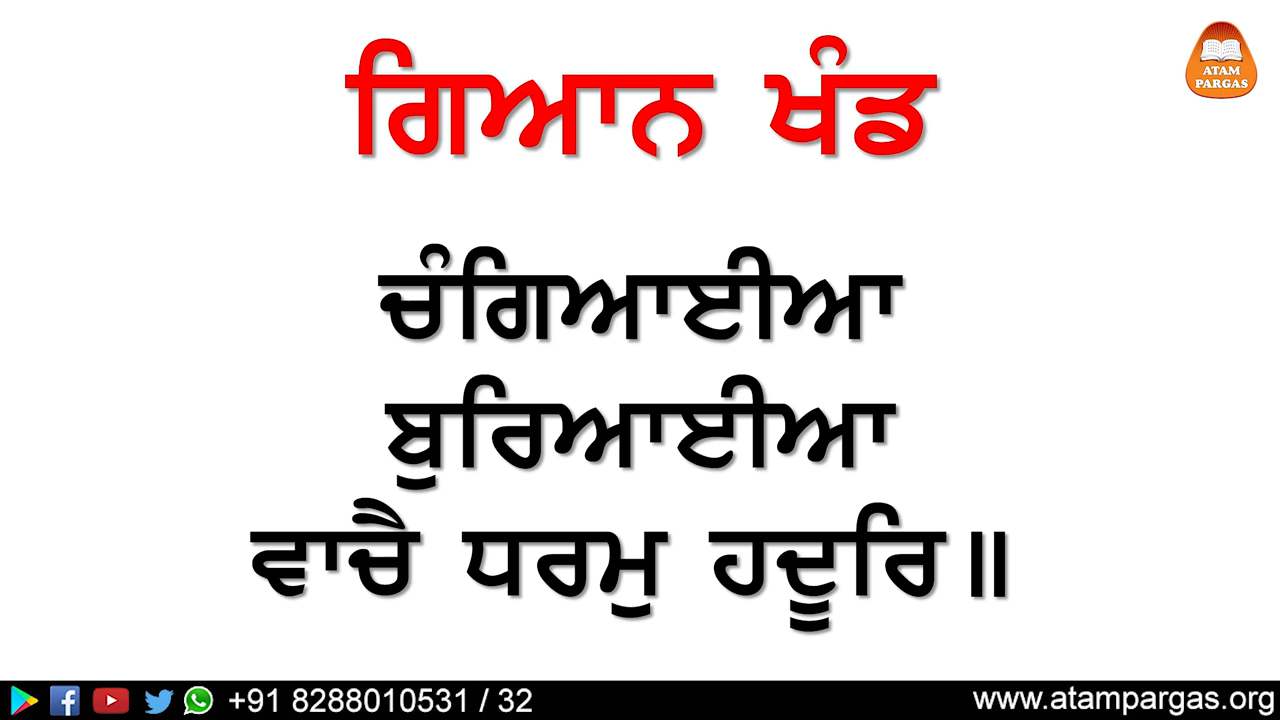 ਗਿਆਨ ਖੰਡ
ATAM
PARGAS
ਚੰਗਿਆਈਆ
ਬੁਰਿਆਈਆ
ਵਾਚੈ ਧਰਮੁ ਹਦੂਰਿ॥
+91 8288010531 / 32
www.atampargas.org